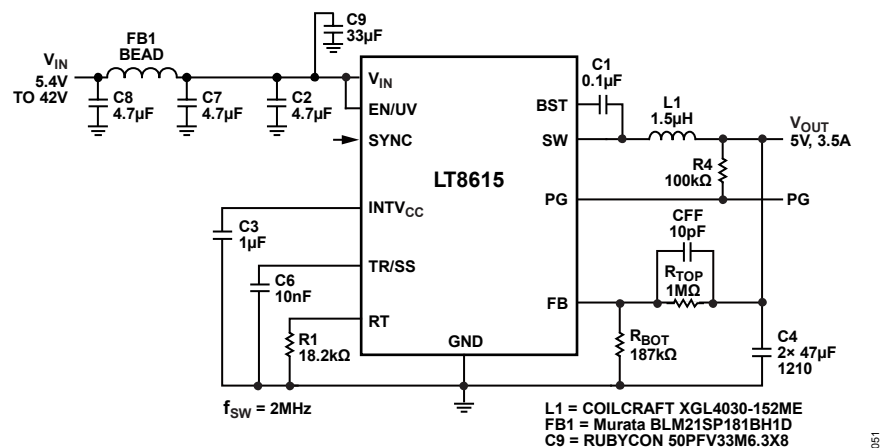 C9
33µF
FB1
BEAD
VIN
5.4V
TO 42V
C8
4.7µF
C7
4.7µF
C2
4.7µF
VIN
EN/UV
SYNC
INTVCC
TR/SS
RT
LT8615
GND
BST
SW
PG
FB
C1
0.1µF
L1
1.5µH
VOUT
5V, 3.5A
R4
100kΩ
PG
CFF
10pF
RTOP
1MΩ
RBOT
187kΩ
C4
2× 47µF
1210
C3
1µF
C6
10nF
R1
18.2kΩ
fSW = 2MHz
L1 = COILCRAFT XGL4030-152ME
FB1 = Murata BLM21SP181BH1D
C9 = RUBYCON 50PFV33M6.3X8
051